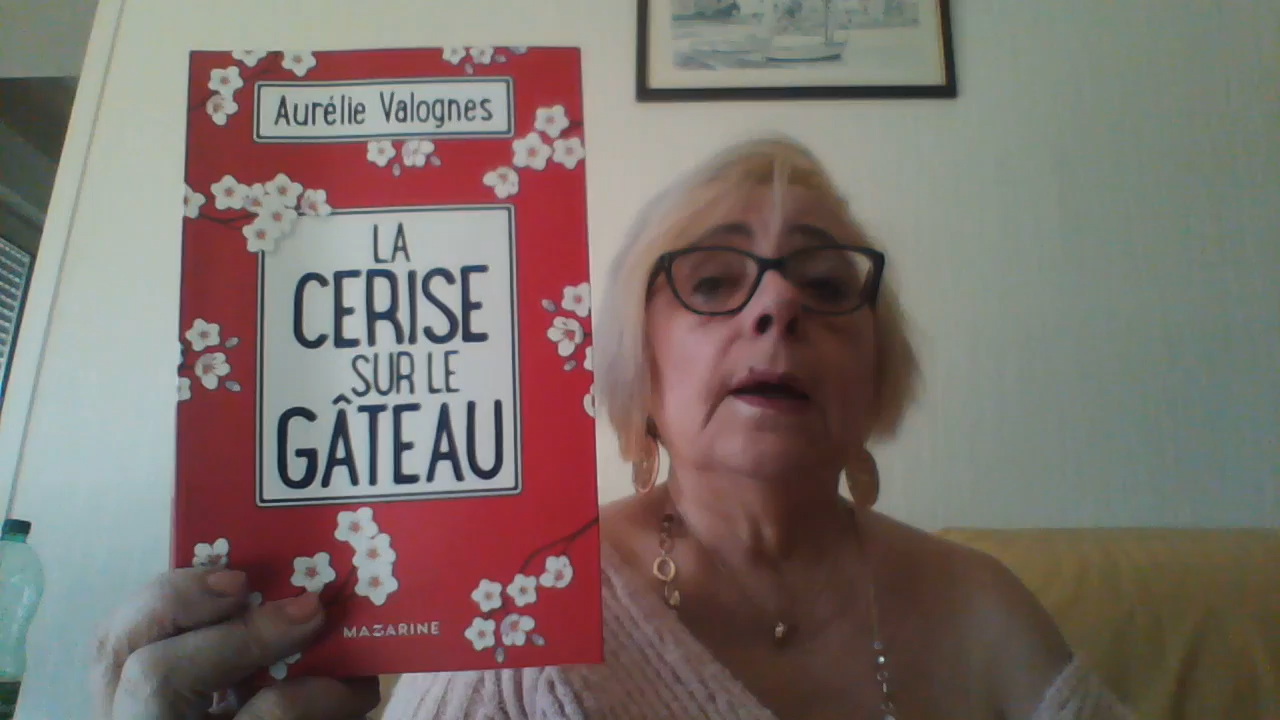 Aurélie Valognes
LA
CERISE
SUR LE
GÂTEAU
MAZARINE